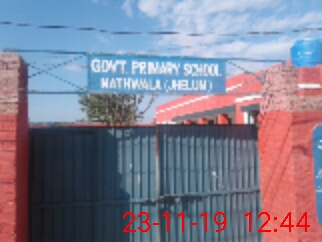 GOVT. PRIMARY SCHOOL
NATHWALA (JHELUM)
23-11-19 12:44